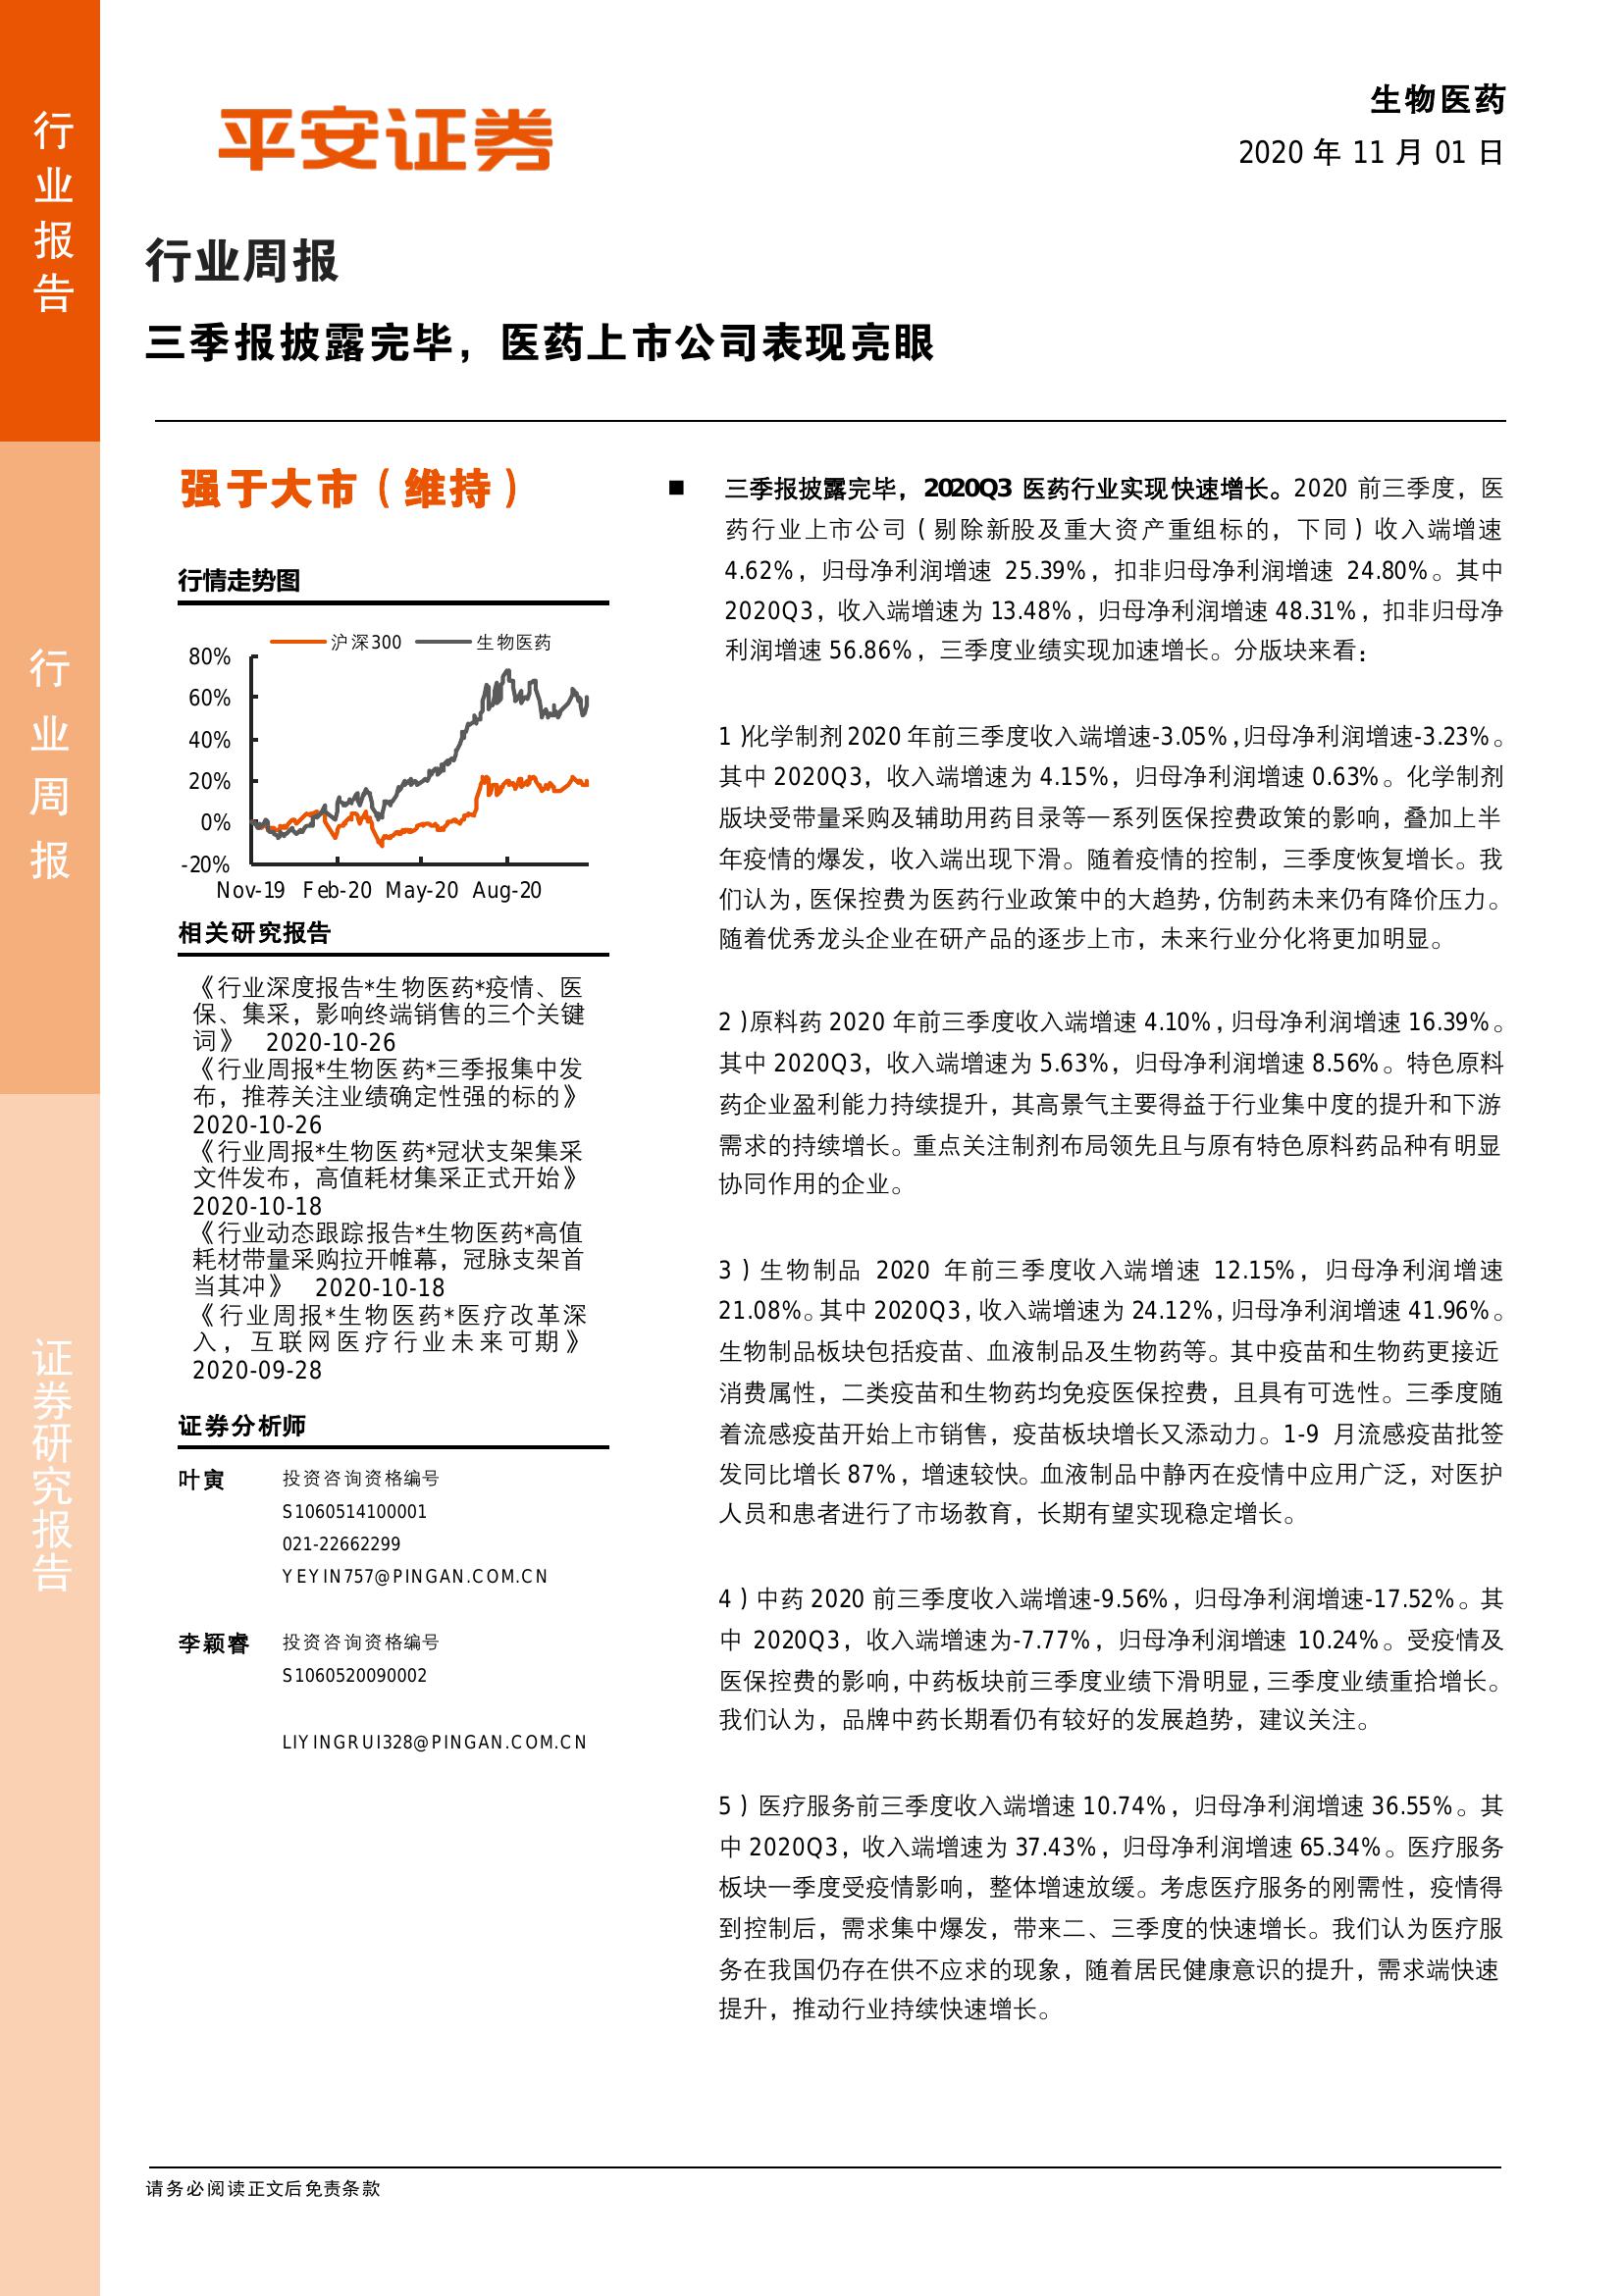 行业报告
行业周报
证券研究报告
平安证券
生物医药
2020 年 11 月 01 日
行业周报
三季报披露完毕，医药上市公司表现亮眼
强于大市（维持）
行情走势图
沪深300 生物医药
80%
60%
40%
20%
0%
-20%
Nov-19 Feb-20 May-20 Aug-20
相关研究报告
《行业深度报告*生物医药*疫情、医
保、集采，影响终端销售的三个关键
词》 2020-10-26
《行业周报*生物医药*三季报集中发
布，推荐关注业绩确定性强的标的》
2020-10-26
《行业周报*生物医药*冠状支架集采
文件发布，高值耗材集采正式开始》
2020-10-18
《行业动态跟踪报告*生物医药*高值
耗材带量采购拉开帷幕，冠脉支架首
当其冲》 2020-10-18
《行业周报*生物医药*医疗改革深
入，互联网医疗行业未来可期》
2020-09-28
证券分析师
叶寅 投资咨询资格编号
S1060514100001
021-22662299
YEYIN757@PINGAN.COM.CN
李颖睿 投资咨询资格编号
S1060520090002
LIYINGRUI328@PINGAN.COM.CN
■ 三季报披露完毕，2020Q3 医药行业实现快速增长。2020 前三季度，医
药行业上市公司（剔除新股及重大资产重组标的，下同）收入端增速
4.62%，归母净利润增速 25.39%，扣非归母净利润增速 24.80%。其中
2020Q3，收入端增速为 13.48%，归母净利润增速 48.31%，扣非归母净
利润增速 56.86%，三季度业绩实现加速增长。分版块来看：
1）化学制剂 2020 年前三季度收入端增速-3.05%，归母净利润增速-3.23%。
其中 2020Q3，收入端增速为 4.15%，归母净利润增速 0.63%。化学制剂
版块受带量采购及辅助用药目录等一系列医保控费政策的影响，叠加上半
年疫情的爆发，收入端出现下滑。随着疫情的控制，三季度恢复增长。我
们认为，医保控费为医药行业政策中的大趋势，仿制药未来仍有降价压力。
随着优秀龙头企业在研产品的逐步上市，未来行业分化将更加明显。
2）原料药 2020 年前三季度收入端增速 4.10%，归母净利润增速 16.39%。
其中 2020Q3，收入端增速为 5.63%，归母净利润增速 8.56%。特色原料
药企业盈利能力持续提升，其高景气主要得益于行业集中度的提升和下游
需求的持续增长。重点关注制剂布局领先且与原有特色原料药品种有明显
协同作用的企业。
3）生物制品 2020 年前三季度收入端增速 12.15%，归母净利润增速
21.08%。其中 2020Q3，收入端增速为 24.12%，归母净利润增速 41.96%。
生物制品板块包括疫苗、血液制品及生物药等。其中疫苗和生物药更接近
消费属性，二类疫苗和生物药均免疫医保控费，且具有可选性。三季度随
着流感疫苗开始上市销售，疫苗板块增长又添动力。1-9 月流感疫苗批签
发同比增长 87%，增速较快。血液制品中静丙在疫情中应用广泛，对医护
人员和患者进行了市场教育，长期有望实现稳定增长。
4）中药 2020 前三季度收入端增速-9.56%，归母净利润增速-17.52%。其
中 2020Q3，收入端增速为-7.77%，归母净利润增速 10.24%。受疫情及
医保控费的影响，中药板块前三季度业绩下滑明显，三季度业绩重拾增长。
我们认为，品牌中药长期看仍有较好的发展趋势，建议关注。
5）医疗服务前三季度收入端增速 10.74%，归母净利润增速 36.55%。其
中 2020Q3，收入端增速为 37.43%，归母净利润增速 65.34%。医疗服务
板块一季度受疫情影响，整体增速放缓。考虑医疗服务的刚需性，疫情得
到控制后，需求集中爆发，带来二、三季度的快速增长。我们认为医疗服
务在我国仍存在供不应求的现象，随着居民健康意识的提升，需求端快速
提升，推动行业持续快速增长。
请务必阅读正文后免责条款